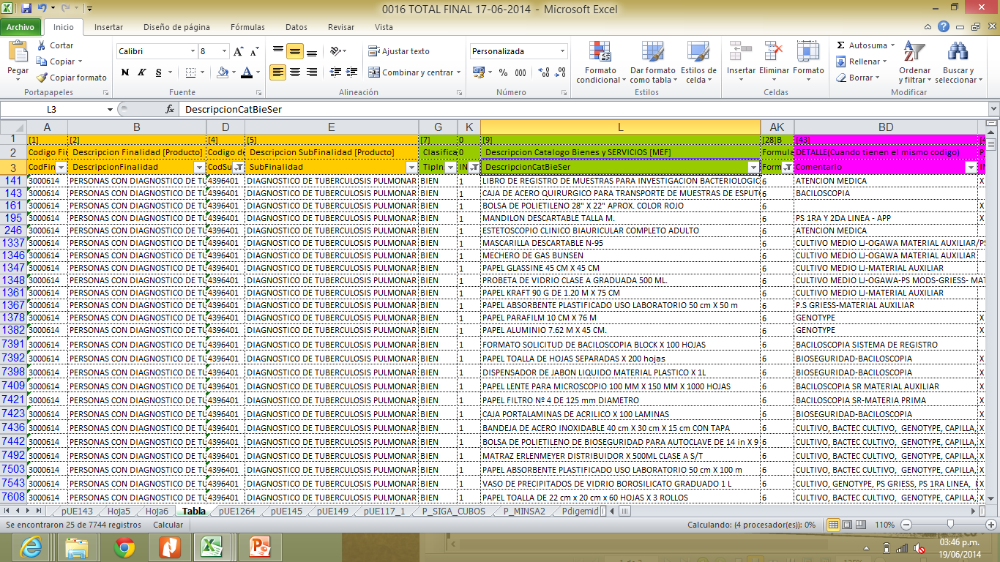 0016 TOTAL FINAL 17-06-2014 - Microsoft Excel
Archivo Inicio Insertar Diseño de página Fórmulas Datos Revisar Vista
Pegar Cortar Copiar Copiar formato Portapapeles
Calibri 8 N K S Fuente
Ajustar texto Combinar y centrar Alineación
Personalizada % 000 Número
Formato condicional Dar formato como tabla Estilos de celda Estilos
Insertar Eliminar Formato Celdas
Autosuma Rellenar Borrar Ordenar y filtrar Buscar y seleccionar Modificar
L3 fx DescripcionCatBieSer
A B D E G K L AK BD
1 [1] [2] [4] [5] [7] 0 [9] [28]B [43]
2 Codigo Fin Descripcion Finalidad [Producto] Codigo de Descripcion SubFinalidad [Producto] Clasifica 0 Descripcion Catalogo Bienes y SERVICIOS [MEF] Formula DETALLE(Cuando tienen el mismo codigo)
3 CodFin DescripcionFinalidad CodSu SubFinalidad TipIn IN DescripcionCatBieSer Form Comentario
141 3000614 PERSONAS CON DIAGNOSTICO DE TU 4396401 DIAGNOSTICO DE TUBERCULOSIS PULMONAR BIEN 1 LIBRO DE REGISTRO DE MUESTRAS PARA INVESTIGACION BACTERIOLOGIC 6 ATENCION MEDICA X
143 3000614 PERSONAS CON DIAGNOSTICO DE TU 4396401 DIAGNOSTICO DE TUBERCULOSIS PULMONAR BIEN 1 CAJA DE ACERO QUIRURGICO PARA TRANSPORTE DE MUESTRAS DE ESPUT 6 BACILOSCOPIA
161 3000614 PERSONAS CON DIAGNOSTICO DE TU 4396401 DIAGNOSTICO DE TUBERCULOSIS PULMONAR BIEN 1 BOLSA DE POLIETILENO 28" X 22" APROX. COLOR ROJO 6 X
195 3000614 PERSONAS CON DIAGNOSTICO DE TU 4396401 DIAGNOSTICO DE TUBERCULOSIS PULMONAR BIEN 1 MANDILON DESCARTABLE TALLA M. 6 PS 1RA Y 2DA LINEA - APP X
246 3000614 PERSONAS CON DIAGNOSTICO DE TU 4396401 DIAGNOSTICO DE TUBERCULOSIS PULMONAR BIEN 1 ESTETOSCOPIO CLINICO BIAURICULAR COMPLETO ADULTO 6 ATENCION MEDICA
1337 3000614 PERSONAS CON DIAGNOSTICO DE TU 4396401 DIAGNOSTICO DE TUBERCULOSIS PULMONAR BIEN 1 MASCARILLA DESCARTABLE N-95 6 CULTIVO MEDIO LJ-OGAWA MATERIAL AUXILIAR/PS
1346 3000614 PERSONAS CON DIAGNOSTICO DE TU 4396401 DIAGNOSTICO DE TUBERCULOSIS PULMONAR BIEN 1 MECHERO DE GAS BUNSEN 6 CULTIVO MEDIO LJ-OGAWA MATERIAL AUXILIAR X
1347 3000614 PERSONAS CON DIAGNOSTICO DE TU 4396401 DIAGNOSTICO DE TUBERCULOSIS PULMONAR BIEN 1 PAPEL GLASSINE 45 CM X 45 CM 6 CULTIVO MEDIO LJ-MATERIAL AUXILIAR X
1348 3000614 PERSONAS CON DIAGNOSTICO DE TU 4396401 DIAGNOSTICO DE TUBERCULOSIS PULMONAR BIEN 1 PROBETA DE VIDRIO CLASE A GRADUADA 500 ML. 6 CULTIVO MEDIO LJ-OGAWA-PS MODS-GRIESS- MAT
1361 3000614 PERSONAS CON DIAGNOSTICO DE TU 4396401 DIAGNOSTICO DE TUBERCULOSIS PULMONAR BIEN 1 PAPEL KRAFT 90 G DE 1.20 M X 75 CM 6 CULTIVO MEDIO LJ-MATERIAL AUXILIAR
1367 3000614 PERSONAS CON DIAGNOSTICO DE TU 4396401 DIAGNOSTICO DE TUBERCULOSIS PULMONAR BIEN 1 PAPEL ABSORBENTE PLASTIFICADO USO LABORATORIO 50 cm X 50 m 6 P.S GRIESS-MATERIAL AUXILIAR
1378 3000614 PERSONAS CON DIAGNOSTICO DE TU 4396401 DIAGNOSTICO DE TUBERCULOSIS PULMONAR BIEN 1 PAPEL PARAFILM 10 CM X 76 M 6 GENOTYPE X
1382 3000614 PERSONAS CON DIAGNOSTICO DE TU 4396401 DIAGNOSTICO DE TUBERCULOSIS PULMONAR BIEN 1 PAPEL ALUMINIO 7.62 M X 45 CM. 6 GENOTYPE X
7391 3000614 PERSONAS CON DIAGNOSTICO DE TU 4396401 DIAGNOSTICO DE TUBERCULOSIS PULMONAR BIEN 1 FORMATO SOLICITUD DE BACILOSCOPIA BLOCK X 100 HOJAS 6 BACILOSCOPIA SISTEMA DE REGISTRO X
7392 3000614 PERSONAS CON DIAGNOSTICO DE TU 4396401 DIAGNOSTICO DE TUBERCULOSIS PULMONAR BIEN 1 PAPEL TOALLA DE HOJAS SEPARADAS X 200 hojas 6 BIOSEGURIDAD-BACILOSCOPIA X
7398 3000614 PERSONAS CON DIAGNOSTICO DE TU 4396401 DIAGNOSTICO DE TUBERCULOSIS PULMONAR BIEN 1 DISPENSADOR DE JABON LIQUIDO MATERIAL PLASTICO X 1L 6 BIOSEGURIDAD-BACILOSCOPIA X
7409 3000614 PERSONAS CON DIAGNOSTICO DE TU 4396401 DIAGNOSTICO DE TUBERCULOSIS PULMONAR BIEN 1 PAPEL LENTE PARA MICROSCOPIO 100 MM X 150 MM X 1000 HOJAS 6 BACILOSCOPIA SR MATERIAL AUXILIAR X
7421 3000614 PERSONAS CON DIAGNOSTICO DE TU 4396401 DIAGNOSTICO DE TUBERCULOSIS PULMONAR BIEN 1 PAPEL FILTRO Nº 4 DE 125 mm DIAMETRO 6 BACILOSCOPIA SR-MATERIA PRIMA X
7423 3000614 PERSONAS CON DIAGNOSTICO DE TU 4396401 DIAGNOSTICO DE TUBERCULOSIS PULMONAR BIEN 1 CAJA PORTALAMINAS DE ACRILICO X 100 LAMINAS 6 BIOSEGURIDAD-BACILOSCOPIA X
7436 3000614 PERSONAS CON DIAGNOSTICO DE TU 4396401 DIAGNOSTICO DE TUBERCULOSIS PULMONAR BIEN 1 BANDEJA DE ACERO INOXIDABLE 40 cm X 30 cm X 15 cm CON TAPA 6 CULTIVO, BACTEC CULTIVO, GENOTYPE, CAPILLA, X
7442 3000614 PERSONAS CON DIAGNOSTICO DE TU 4396401 DIAGNOSTICO DE TUBERCULOSIS PULMONAR BIEN 1 BOLSA DE POLIETILENO DE BIOSEGURIDAD PARA AUTOCLAVE DE 14 in X 9 6 CULTIVO, BACTEC CULTIVO, GENOTYPE, CAPILLA, X
7492 3000614 PERSONAS CON DIAGNOSTICO DE TU 4396401 DIAGNOSTICO DE TUBERCULOSIS PULMONAR BIEN 1 MATRAZ ERLENMEYER DISTRIBUIDOR X 500ML CLASE A S/T 6 CULTIVO, BACTEC CULTIVO, GENOTYPE, CAPILLA, X
7503 3000614 PERSONAS CON DIAGNOSTICO DE TU 4396401 DIAGNOSTICO DE TUBERCULOSIS PULMONAR BIEN 1 PAPEL ABSORBENTE PLASTIFICADO USO LABORATORIO 50 cm X 100 m 6 CULTIVO, BACTEC CULTIVO, GENOTYPE, CAPILLA, X
7543 3000614 PERSONAS CON DIAGNOSTICO DE TU 4396401 DIAGNOSTICO DE TUBERCULOSIS PULMONAR BIEN 1 VASO DE PRECIPITADOS DE VIDRIO BOROSILICATO GRADUADO 1 L 6 CULTIVO, GENOTYPE, PS GRIESS, PS 1RA LINEA, X
7608 3000614 PERSONAS CON DIAGNOSTICO DE TU 4396401 DIAGNOSTICO DE TUBERCULOSIS PULMONAR BIEN 1 PAPEL TOALLA DE 22 cm x 20 cm x 60 HOJAS X 3 ROLLOS 6 CULTIVO, BACTEC CULTIVO, GENOTYPE, CAPILLA, X
pUE143 Hoja5 Hoja6 Tabla pUE1264 pUE145 pUE149 pUE117_1 P_SIGA_CUBOS P_MINSA2 Pdigemid
Se encontraron 25 de 7744 registros Calcular Calculando: (4 procesador(es)): 0% 110%
03:46 p.m.
19/06/2014